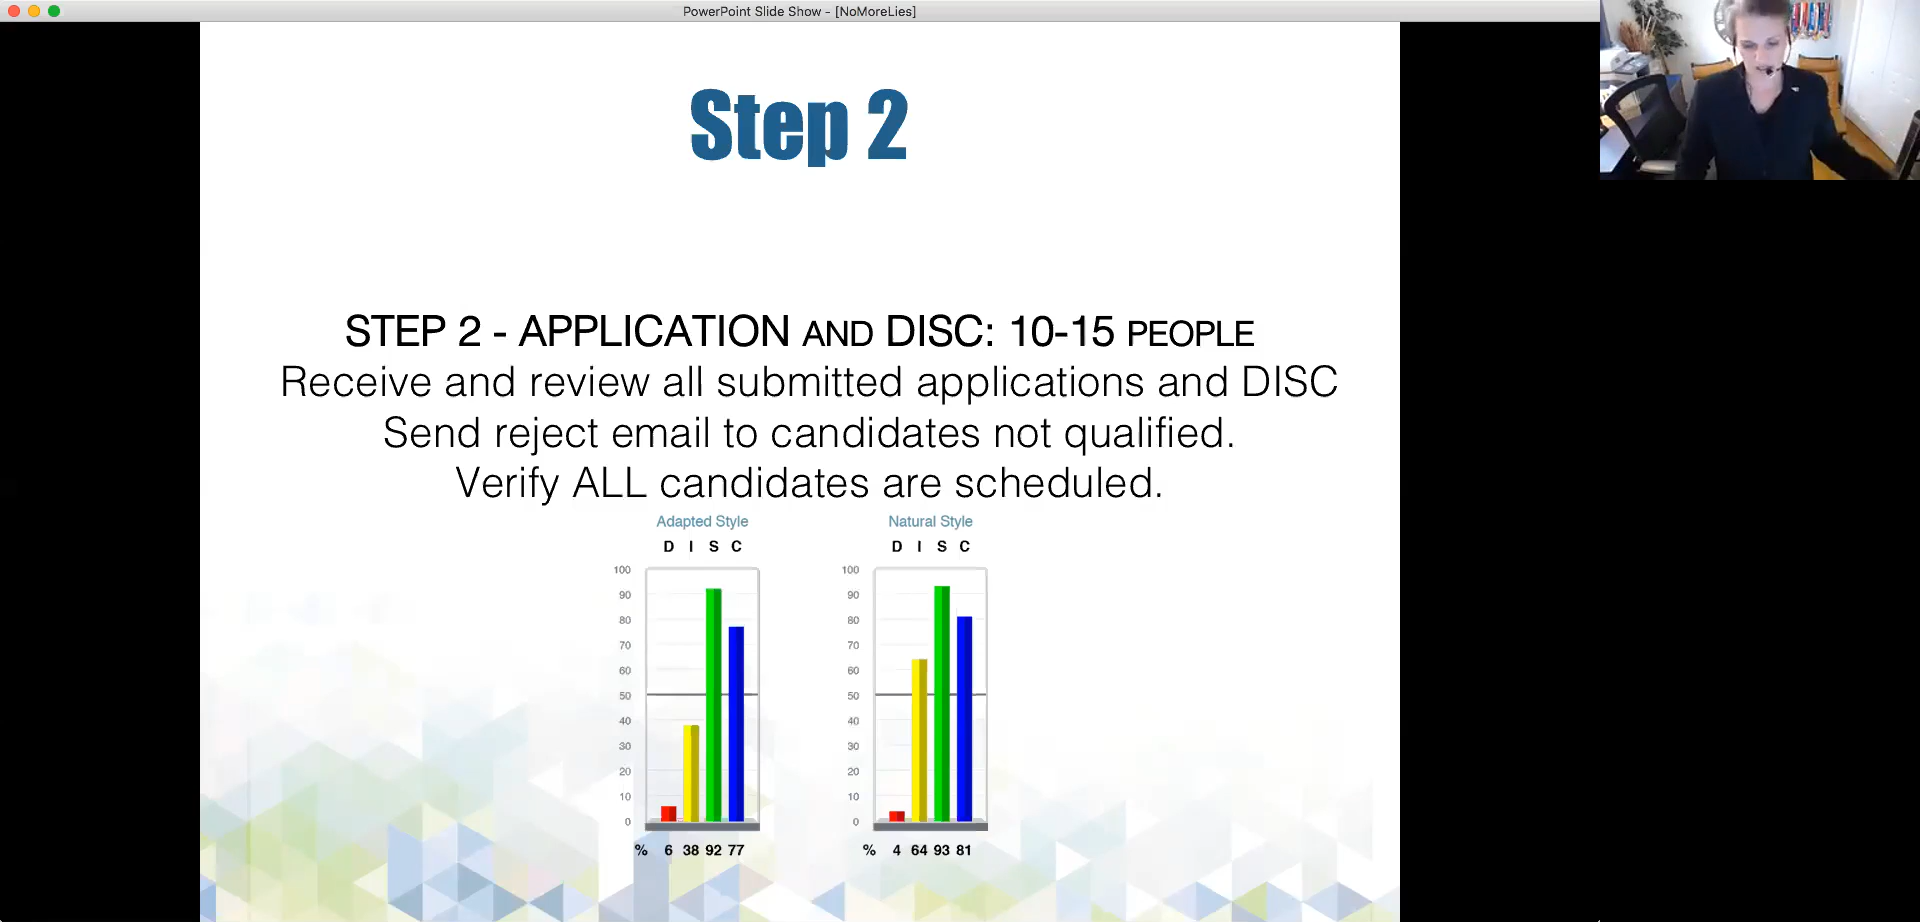 PowerPoint Slide Show - [NoMoreLies]
Step 2
STEP 2 - APPLICATION AND DISC: 10-15 PEOPLE
Receive and review all submitted applications and DISC
Send reject email to candidates not qualified.
Verify ALL candidates are scheduled.
Adapted Style
D I S C
100
90
80
70
60
50
40
30
20
10
0
% 6 38 92 77
Natural Style
D I S C
100
90
80
70
60
50
40
30
20
10
0
% 4 64 93 81